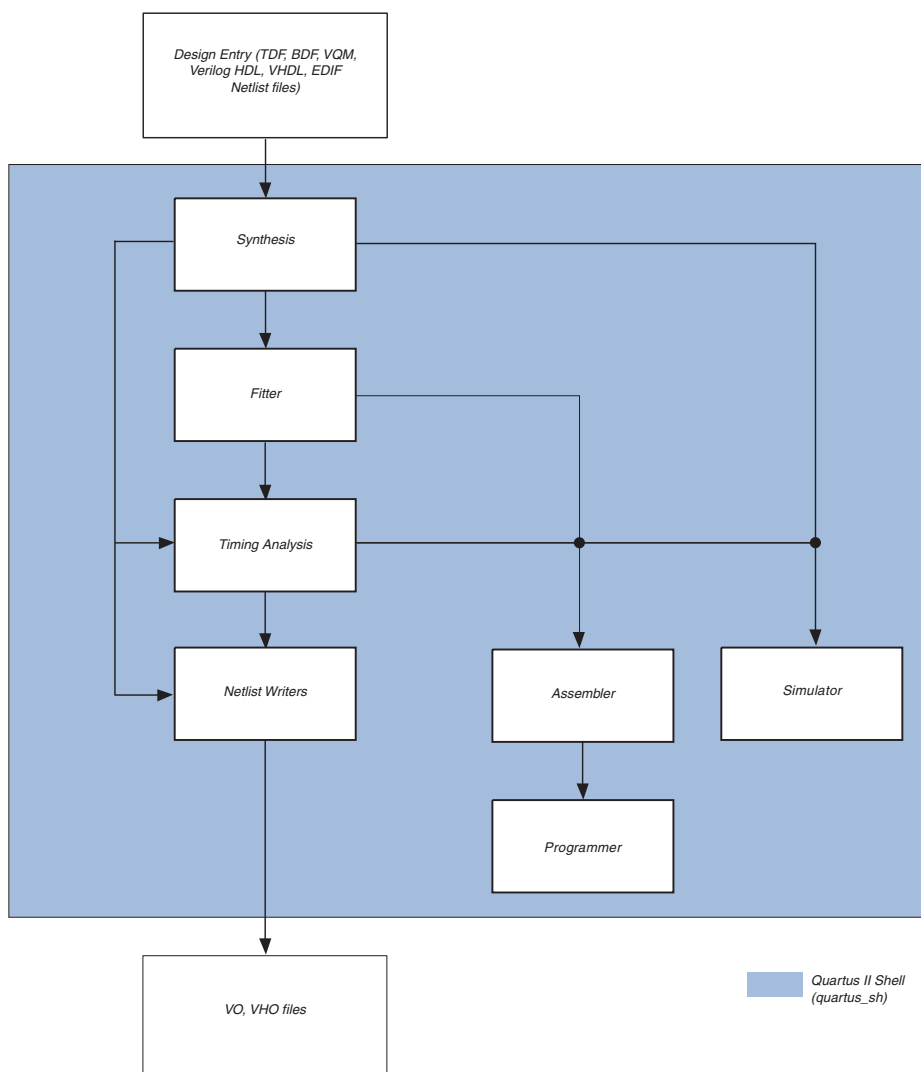 Design Entry (TDF, BDF, VQM,
Verilog HDL, VHDL, EDIF
Netlist files)
Synthesis
Fitter
Timing Analysis
Netlist Writers
Assembler
Simulator
Programmer
VO, VHO files
Quartus II Shell
(quartus_sh)